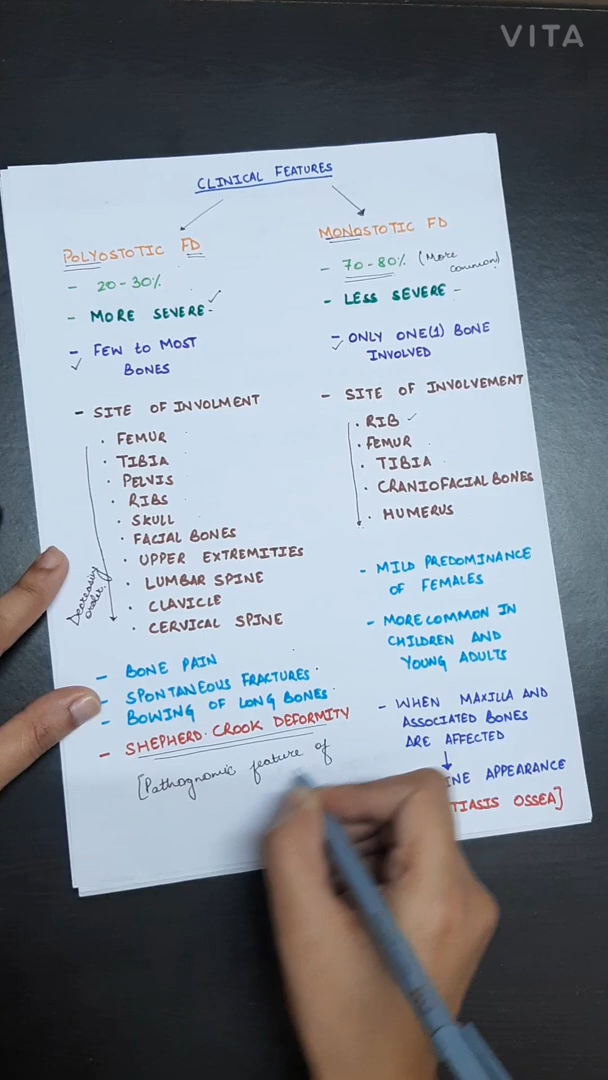 VITA
CLINICAL FEATURES
POLYOSTOTIC FD
- 20-30%
- MORE SEVERE -
- FEW TO MOST
BONES
- SITE OF INVOLMENT
· FEMUR
· TIBIA
· PELVIS
· RIBS
· SKULL
· FACIAL BONES
· UPPER EXTREMITIES
· LUMBAR SPINE
· CLAVICLE
· CERVICAL SPINE
Decreasing
order.
- BONE PAIN
- SPONTANEOUS FRACTURES
- BOWING OF LONG BONES
- SHEPHERD-CROOK DEFORMITY
[Pathognomic feature of
MONOSTOTIC FD
- 70-80% (More
common)
- LESS SEVERE -
- ONLY ONE(1) BONE
INVOLVED
- SITE OF INVOLVEMENT
· RIB
· FEMUR
· TIBIA
· CRANIOFACIAL BONES
· HUMERUS
- MILD PREDOMINANCE
OF FEMALES
- MORE COMMON IN
CHILDREN AND
YOUNG ADULTS
- WHEN MAXILLA AND
ASSOCIATED BONES
ARE AFFECTED
INE APPEARANCE
TIASIS OSSEA]